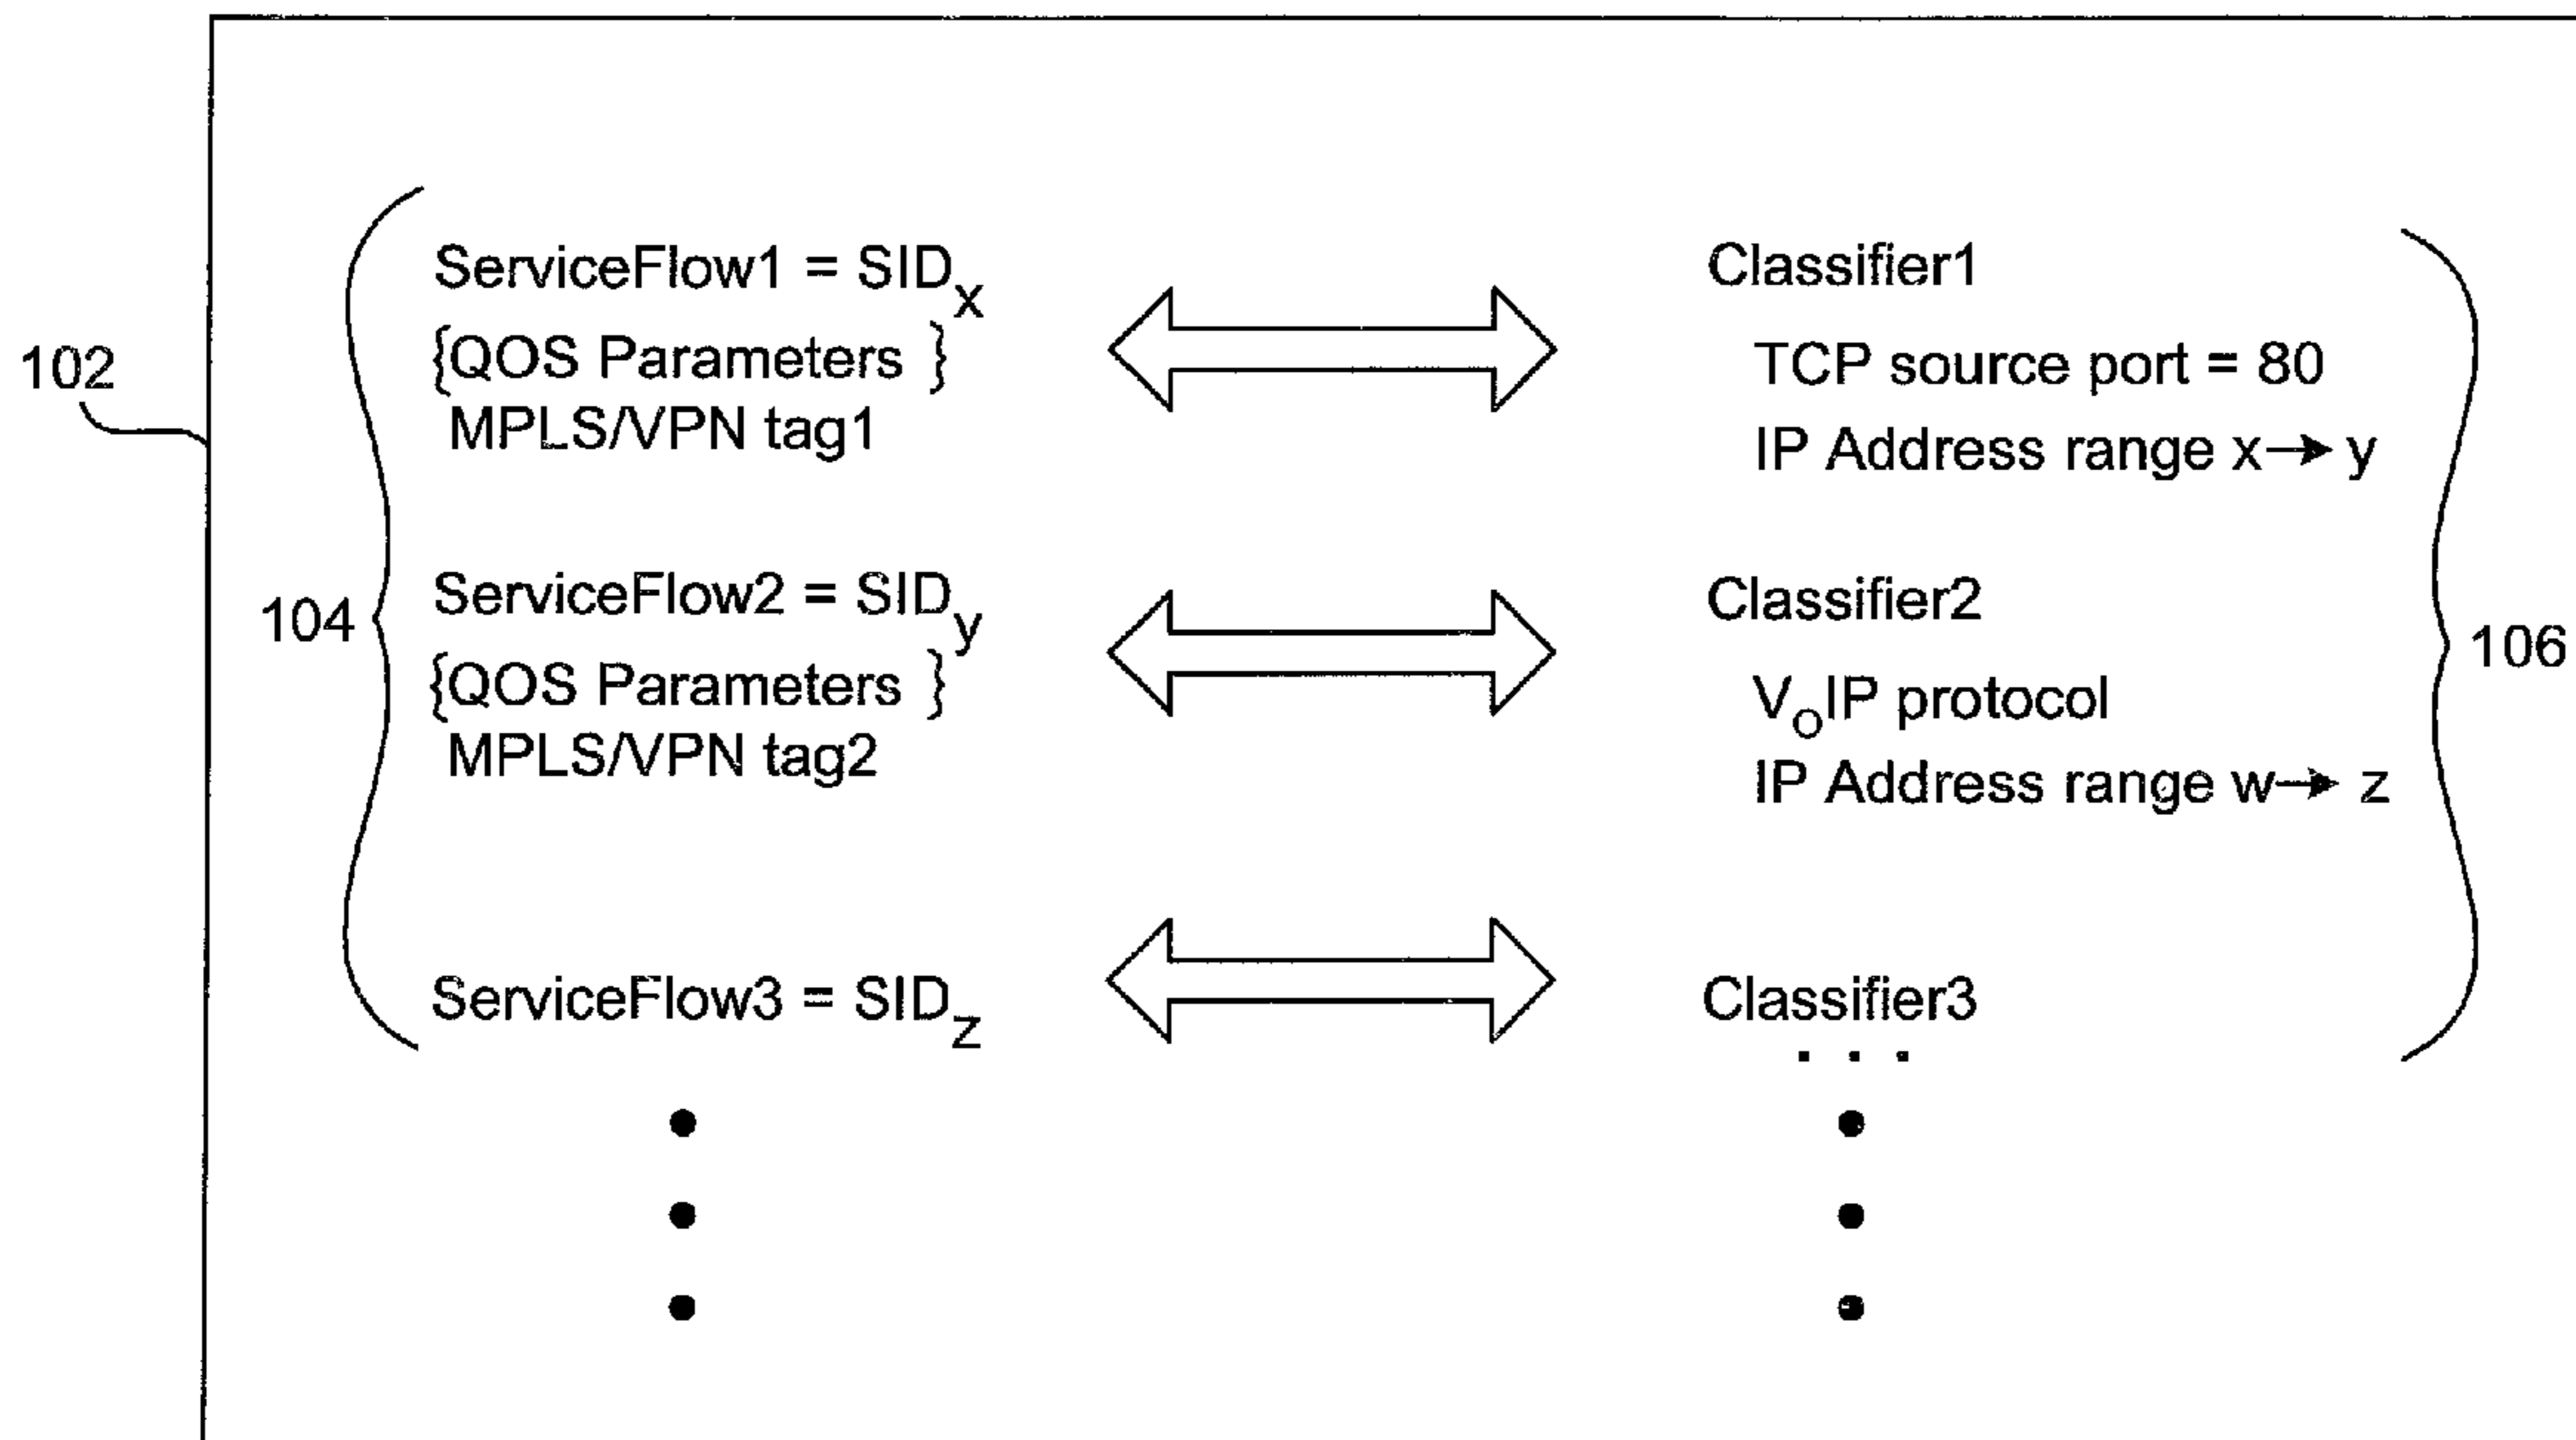 102
104
ServiceFlow1 = SIDx
{QOS Parameters }
MPLS/VPN tag1
ServiceFlow2 = SIDy
{QOS Parameters }
MPLS/VPN tag2
ServiceFlow3 = SIDz
Classifier1
TCP source port = 80
IP Address range x→ y
Classifier2
VOIP protocol
IP Address range w→ z
Classifier3
. . .
106